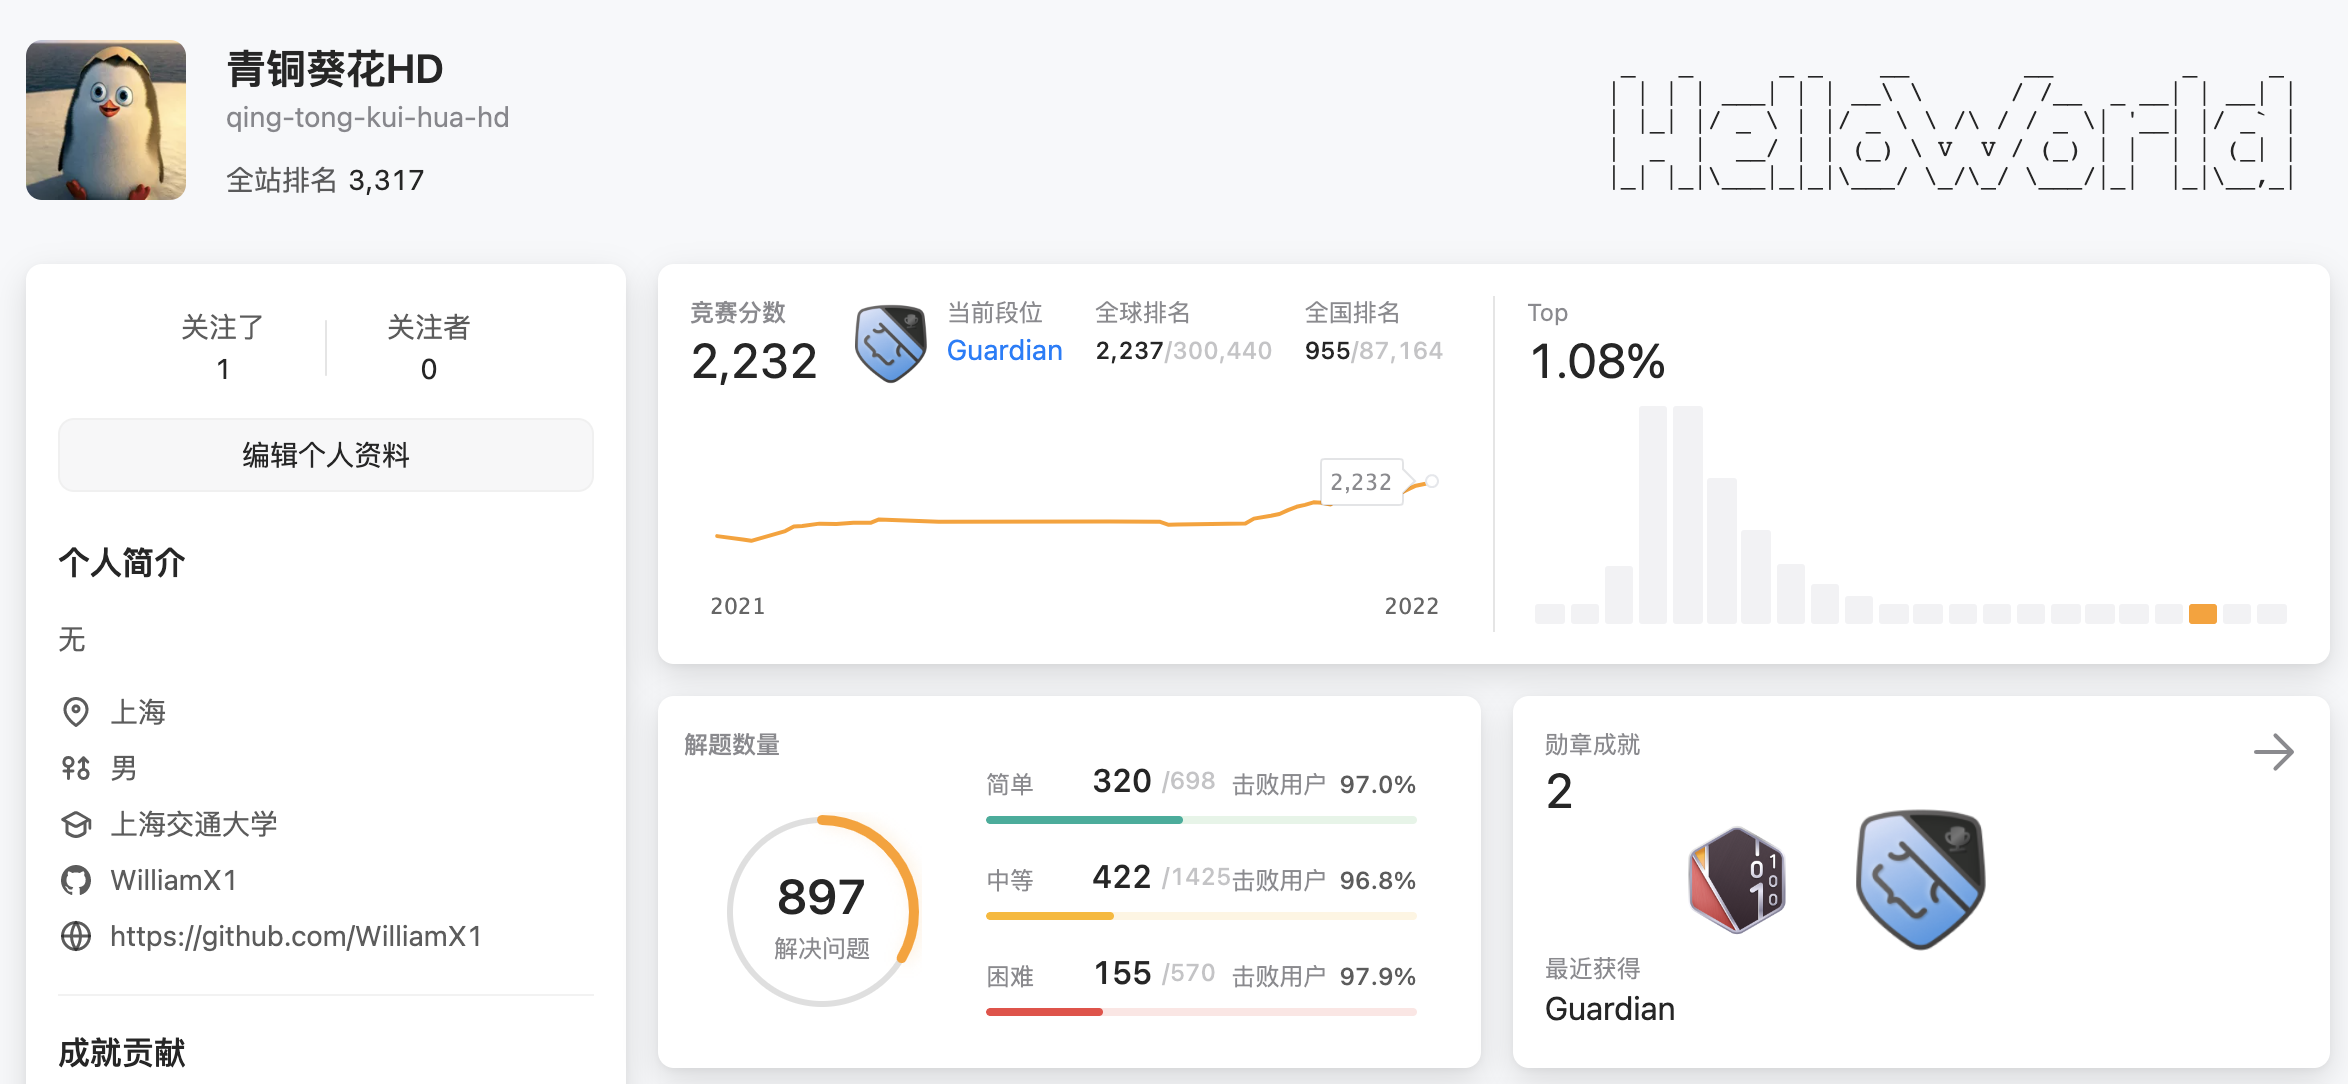 青铜葵花HD
qing-tong-kui-hua-hd
全站排名 3,317
HelloWorld
关注了
1
关注者
0
编辑个人资料
个人简介
无
上海
男
上海交通大学
WilliamX1
https://github.com/WilliamX1
成就贡献
竞赛分数
2,232
当前段位
Guardian
全球排名
2,237/300,440
全国排名
955/87,164
2,232
2021
2022
Top
1.08%
解题数量
897
解决问题
简单 320 /698 击败用户 97.0%
中等 422 /1425 击败用户 96.8%
困难 155 /570 击败用户 97.9%
勋章成就
2
最近获得
Guardian